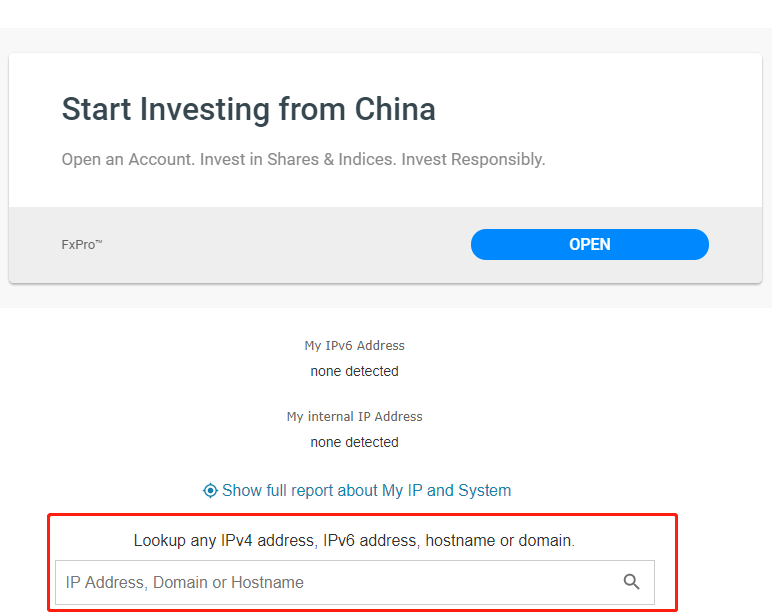 Start Investing from China
Open an Account. Invest in Shares & Indices. Invest Responsibly.
FxPro™
OPEN
My IPv6 Address
none detected
My internal IP Address
none detected
Show full report about My IP and System
Lookup any IPv4 address, IPv6 address, hostname or domain.
IP Address, Domain or Hostname